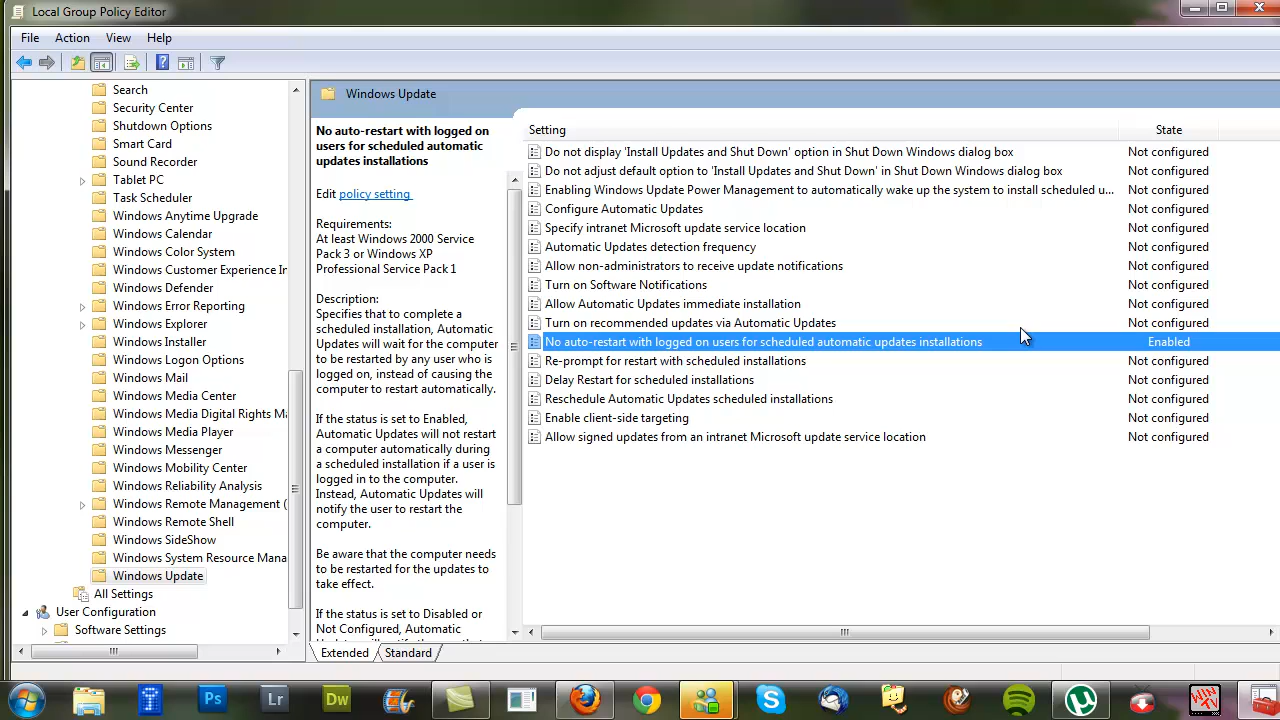 Local Group Policy Editor
File Action View Help
Search
Security Center
Shutdown Options
Smart Card
Sound Recorder
Tablet PC
Task Scheduler
Windows Anytime Upgrade
Windows Calendar
Windows Color System
Windows Customer Experience Ir
Windows Defender
Windows Error Reporting
Windows Explorer
Windows Installer
Windows Logon Options
Windows Mail
Windows Media Center
Windows Media Digital Rights Ma
Windows Media Player
Windows Messenger
Windows Mobility Center
Windows Reliability Analysis
Windows Remote Management (
Windows Remote Shell
Windows SideShow
Windows System Resource Mana
Windows Update
All Settings
User Configuration
Software Settings
Windows Update
No auto-restart with logged on
users for scheduled automatic
updates installations
Edit policy setting
Requirements:
At least Windows 2000 Service
Pack 3 or Windows XP
Professional Service Pack 1
Description:
Specifies that to complete a
scheduled installation, Automatic
Updates will wait for the computer
to be restarted by any user who is
logged on, instead of causing the
computer to restart automatically.
If the status is set to Enabled,
Automatic Updates will not restart
a computer automatically during
a scheduled installation if a user is
logged in to the computer.
Instead, Automatic Updates will
notify the user to restart the
computer.
Be aware that the computer needs
to be restarted for the updates to
take effect.
If the status is set to Disabled or
Not Configured, Automatic
Setting State
Do not display 'Install Updates and Shut Down' option in Shut Down Windows dialog box Not configured
Do not adjust default option to 'Install Updates and Shut Down' in Shut Down Windows dialog box Not configured
Enabling Windows Update Power Management to automatically wake up the system to install scheduled u... Not configured
Configure Automatic Updates Not configured
Specify intranet Microsoft update service location Not configured
Automatic Updates detection frequency Not configured
Allow non-administrators to receive update notifications Not configured
Turn on Software Notifications Not configured
Allow Automatic Updates immediate installation Not configured
Turn on recommended updates via Automatic Updates Not configured
No auto-restart with logged on users for scheduled automatic updates installations Enabled
Re-prompt for restart with scheduled installations Not configured
Delay Restart for scheduled installations Not configured
Reschedule Automatic Updates scheduled installations Not configured
Enable client-side targeting Not configured
Allow signed updates from an intranet Microsoft update service location Not configured
Extended Standard
Ps Lr Dw